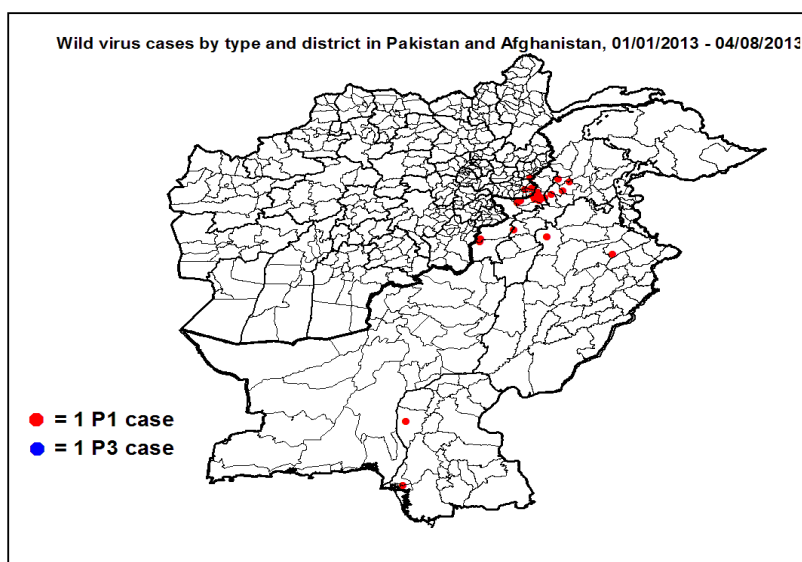 Wild virus cases by type and district in Pakistan and Afghanistan, 01/01/2013 - 04/08/2013
= 1 P1 case
= 1 P3 case